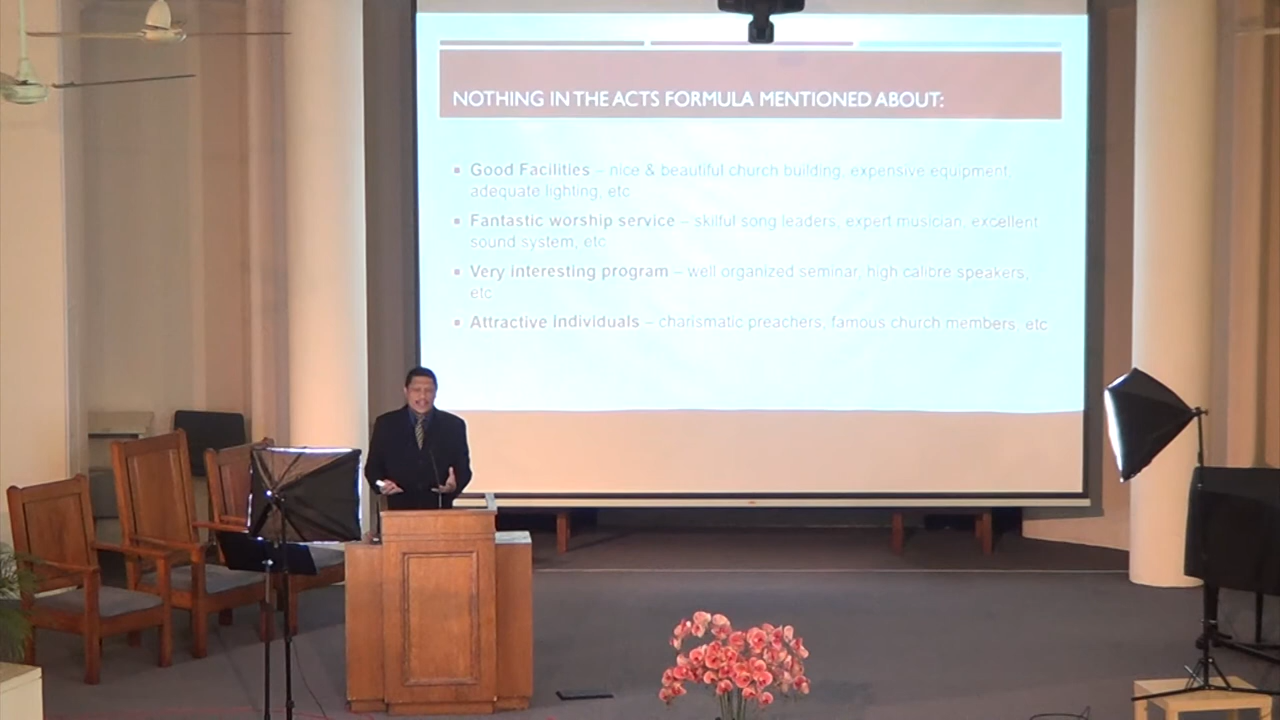 NOTHING IN THE ACTS FORMULA MENTIONED ABOUT:
Good Facilities – nice & beautiful church building, expensive equipment,
adequate lighting, etc
Fantastic worship service – skilful song leaders, expert musician, excellent
sound system, etc
Very interesting program – well organized seminar, high calibre speakers,
etc
Attractive individuals – charismatic preachers, famous church members, etc